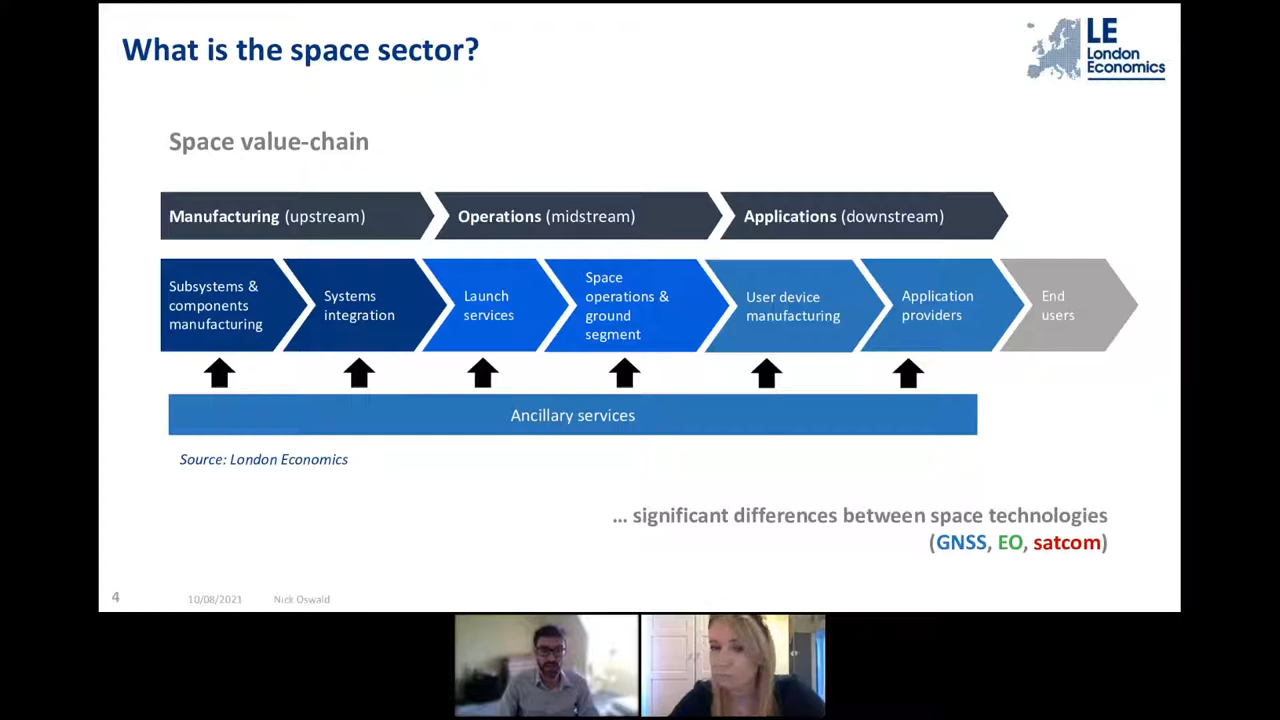 What is the space sector?
LE
London
Economics
Space value-chain
Manufacturing (upstream)
Operations (midstream)
Applications (downstream)
Subsystems &
components
manufacturing
Systems
integration
Launch
services
Space
operations &
ground
segment
User device
manufacturing
Application
providers
End
users
Ancillary services
Source: London Economics
... significant differences between space technologies
(GNSS, EO, satcom)
4
10/08/2021
Nick Oswald